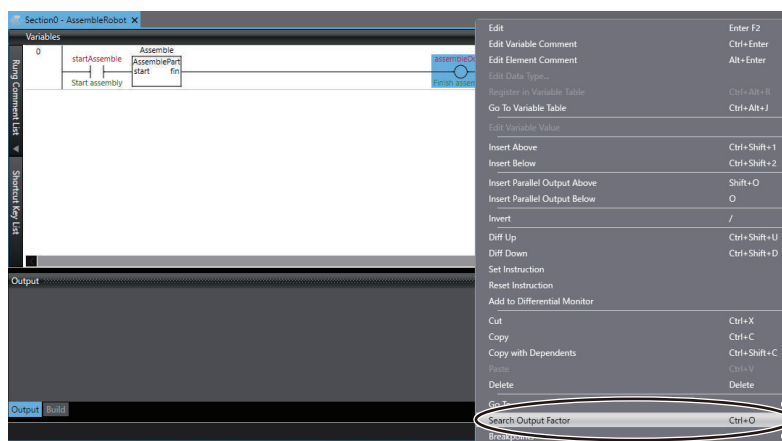 Section0 - AssembleRobot ×
Variables
0
startAssemble
Assemble
AssemblePart
start fin
Start assembly
Rung Comment List
Shortcut Key List
Output
Output Build
Edit Enter F2
Edit Variable Comment Ctrl+Enter
Edit Element Comment Alt+Enter
Edit Data Type...
Register in Variable Table Ctrl+Alt+R
Go To Variable Table Ctrl+Alt+J
Edit Variable Value
Insert Above Ctrl+Shift+1
Insert Below Ctrl+Shift+2
Insert Parallel Output Above Shift+O
Insert Parallel Output Below O
Invert /
Diff Up Ctrl+Shift+U
Diff Down Ctrl+Shift+D
Set Instruction
Reset Instruction
Add to Differential Monitor
Cut Ctrl+X
Copy Ctrl+C
Copy with Dependents Ctrl+Shift+C
Paste Ctrl+V
Delete Delete
Go To
Search Output Factor Ctrl+O